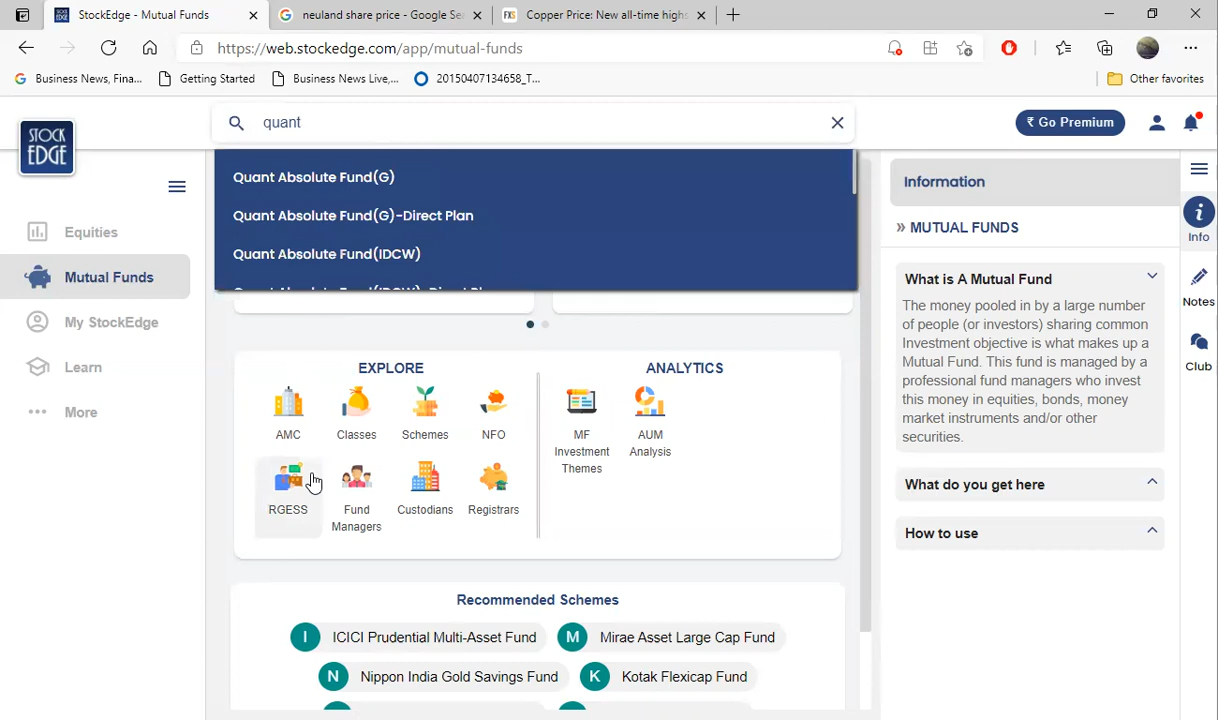 StockEdge - Mutual Funds
neuland share price - Google Se
Copper Price: New all-time highs
https://web.stockedge.com/app/mutual-funds
Business News, Fina...
Getting Started
Business News Live,...
20150407134658_T...
Other favorites
STOCK
EDGE
quant
₹ Go Premium
Quant Absolute Fund(G)
Quant Absolute Fund(G)-Direct Plan
Quant Absolute Fund(IDCW)
Equities
Mutual Funds
My StockEdge
Learn
More
EXPLORE
AMC
Classes
Schemes
NFO
RGESS
Fund
Managers
Custodians
Registrars
ANALYTICS
MF
Investment
Themes
AUM
Analysis
Recommended Schemes
I ICICI Prudential Multi-Asset Fund
M Mirae Asset Large Cap Fund
N Nippon India Gold Savings Fund
K Kotak Flexicap Fund
Information
» MUTUAL FUNDS
What is A Mutual Fund
The money pooled in by a large number
of people (or investors) sharing common
Investment objective is what makes up a
Mutual Fund. This fund is managed by a
professional fund managers who invest
this money in equities, bonds, money
market instruments and/or other
securities.
What do you get here
How to use
Info
Notes
Club